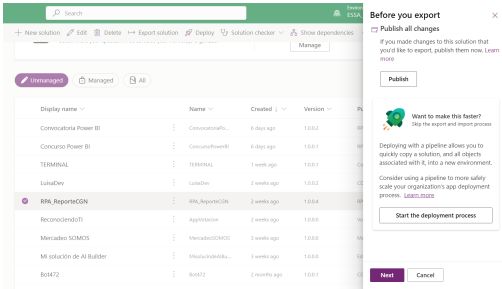 Search
Environ
ESSA_
New solution Edit Delete Export solution Deploy Solution checker Show dependencies
Manage
Unmanaged Managed All
Display name Name Created Version
Convocatoria Power BI 6 days ago 1.0.0.2
Concurso Power BI ConcursoPowerBI 6 days ago 1.0.0.1
TERMINAL TERMINAL 1 week ago 1.0.0.1
LuisaDev LuisaDev 2 weeks ago 1.0.0.2
RPA_ReporteCGN RPA_ReporteCGN 2 weeks ago 1.0.0.4
ReconociendoTI AppVotacion 2 weeks ago 1.0.0.0
Mercadeo SOMOS MercadeoSOMOS 2 weeks ago 1.0.0.0
Mi solución de AI Builder MisolucindeAIBu... 3 weeks ago 1.0.0.0
Bot472 Bot472 2 months ago 1.0.0.1
Before you export
Publish all changes
If you made changes to this solution that
you'd like to export, publish them now. Learn
more
Publish
Want to make this faster?
Skip the export and import process
Deploying with a pipeline allows you to
quickly copy a solution, and all objects
associated with it, into a new environment.
Consider using a pipeline to more safely
scale your organization's app deployment
process. Learn more
Start the deployment process
Next Cancel